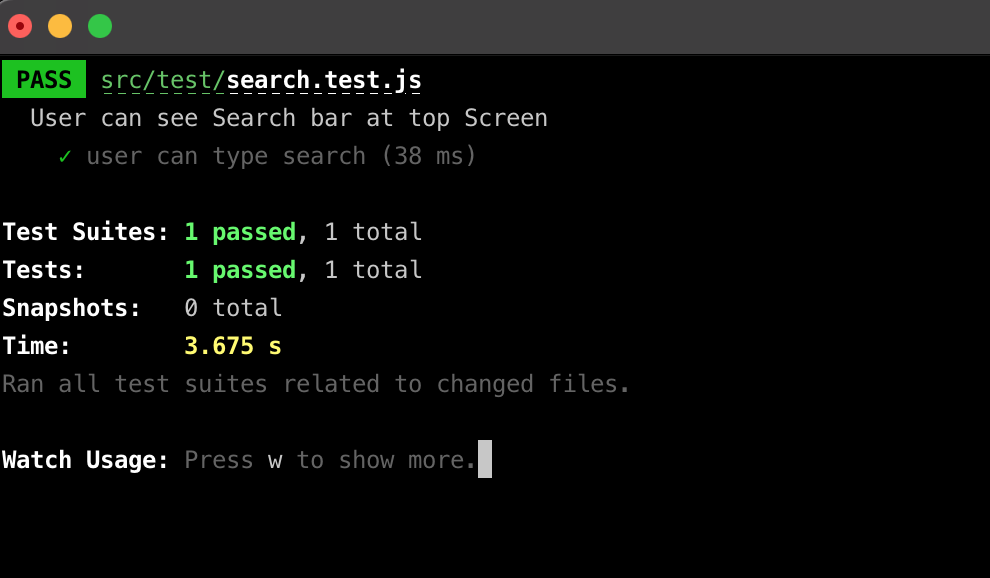 PASS src/test/search.test.js
User can see Search bar at top Screen
✓ user can type search (38 ms)
Test Suites: 1 passed, 1 total
Tests: 1 passed, 1 total
Snapshots: 0 total
Time: 3.675 s
Ran all test suites related to changed files.
Watch Usage: Press w to show more.